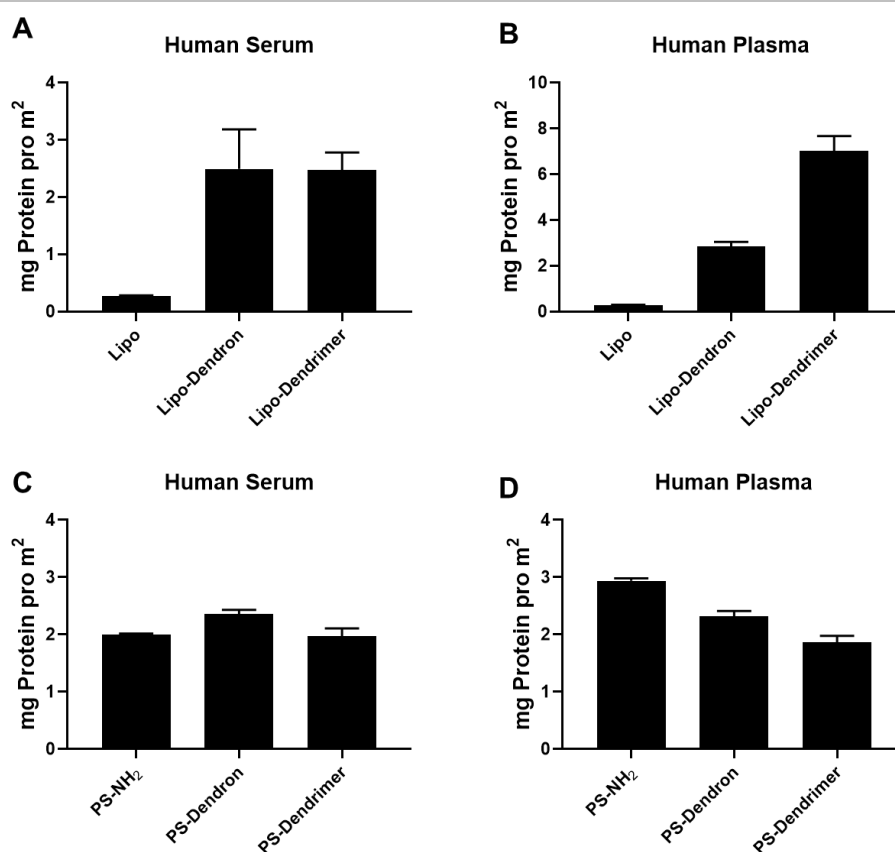 A
Human Serum
mg Protein pro m²
4
3
2
1
0
Lipo
Lipo-Dendron
Lipo-Dendrimer
B
Human Plasma
mg Protein pro m²
10
8
6
4
2
0
Lipo
Lipo-Dendron
Lipo-Dendrimer
C
Human Serum
mg Protein pro m²
4
3
2
1
0
PS-NH₂
PS-Dendron
PS-Dendrimer
D
Human Plasma
mg Protein pro m²
4
3
2
1
0
PS-NH₂
PS-Dendron
PS-Dendrimer